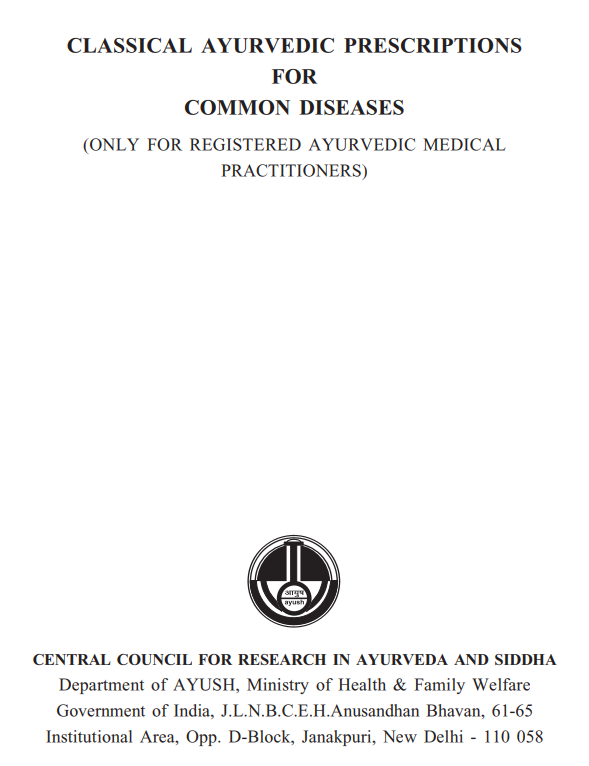 CLASSICAL AYURVEDIC PRESCRIPTIONS
FOR
COMMON DISEASES
(ONLY FOR REGISTERED AYURVEDIC MEDICAL
PRACTITIONERS)
आयुष
ayush
CENTRAL COUNCIL FOR RESEARCH IN AYURVEDA AND SIDDHA
Department of AYUSH, Ministry of Health & Family Welfare
Government of India, J.L.N.B.C.E.H.Anusandhan Bhavan, 61-65
Institutional Area, Opp. D-Block, Janakpuri, New Delhi - 110 058